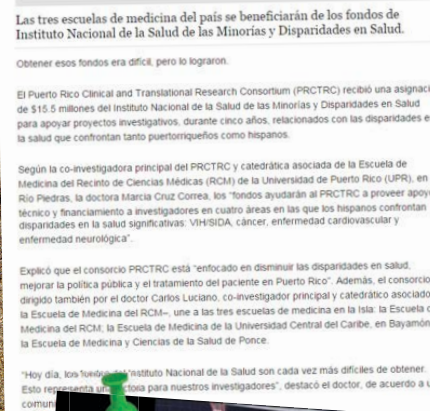 Las tres escuelas de medicina del país se beneficiarán de los fondos de
Instituto Nacional de la Salud de las Minorías y Disparidades en Salud.
Obtener esos fondos era difícil, pero lo lograron.
El Puerto Rico Clinical and Translational Research Consortium (PRCTRC) recibió una asignaci
de $15.5 millones del Instituto Nacional de la Salud de las Minorías y Disparidades en Salud
para apoyar proyectos investigativos, durante cinco años, relacionados con las disparidades e
la salud que confrontan tanto puertorriqueños como hispanos.
Según la co-investigadora principal del PRCTRC y catedrática asociada de la Escuela de
Medicina del Recinto de Ciencias Médicas (RCM) de la Universidad de Puerto Rico (UPR), en
Río Piedras, la doctora Marcia Cruz Correa, los "fondos ayudarán al PRCTRC a proveer apoyo
técnico y financiamiento a investigadores en cuatro áreas en las que los hispanos confrontan
disparidades en la salud significativas: VIH/SIDA, cáncer, enfermedad cardiovascular y
enfermedad neurológica".
Explicó que el consorcio PRCTRC está "enfocado en disminuir las disparidades en salud,
mejorar la política pública y el tratamiento del paciente en Puerto Rico". Además, el consorcio
dirigido también por el doctor Carlos Luciano, co-investigador principal y catedrático asociado
la Escuela de Medicina del RCM–, une a las tres escuelas de medicina en la Isla: la Escuela d
Medicina del RCM, la Escuela de Medicina de la Universidad Central del Caribe, en Bayamón
la Escuela de Medicina y Ciencias de la Salud de Ponce.
"Hoy día, los fondos Instituto Nacional de la Salud son cada vez más difíciles de obtener.
Esto representa una victoria para nuestros investigadores", destacó el doctor, de acuerdo a u
comuni